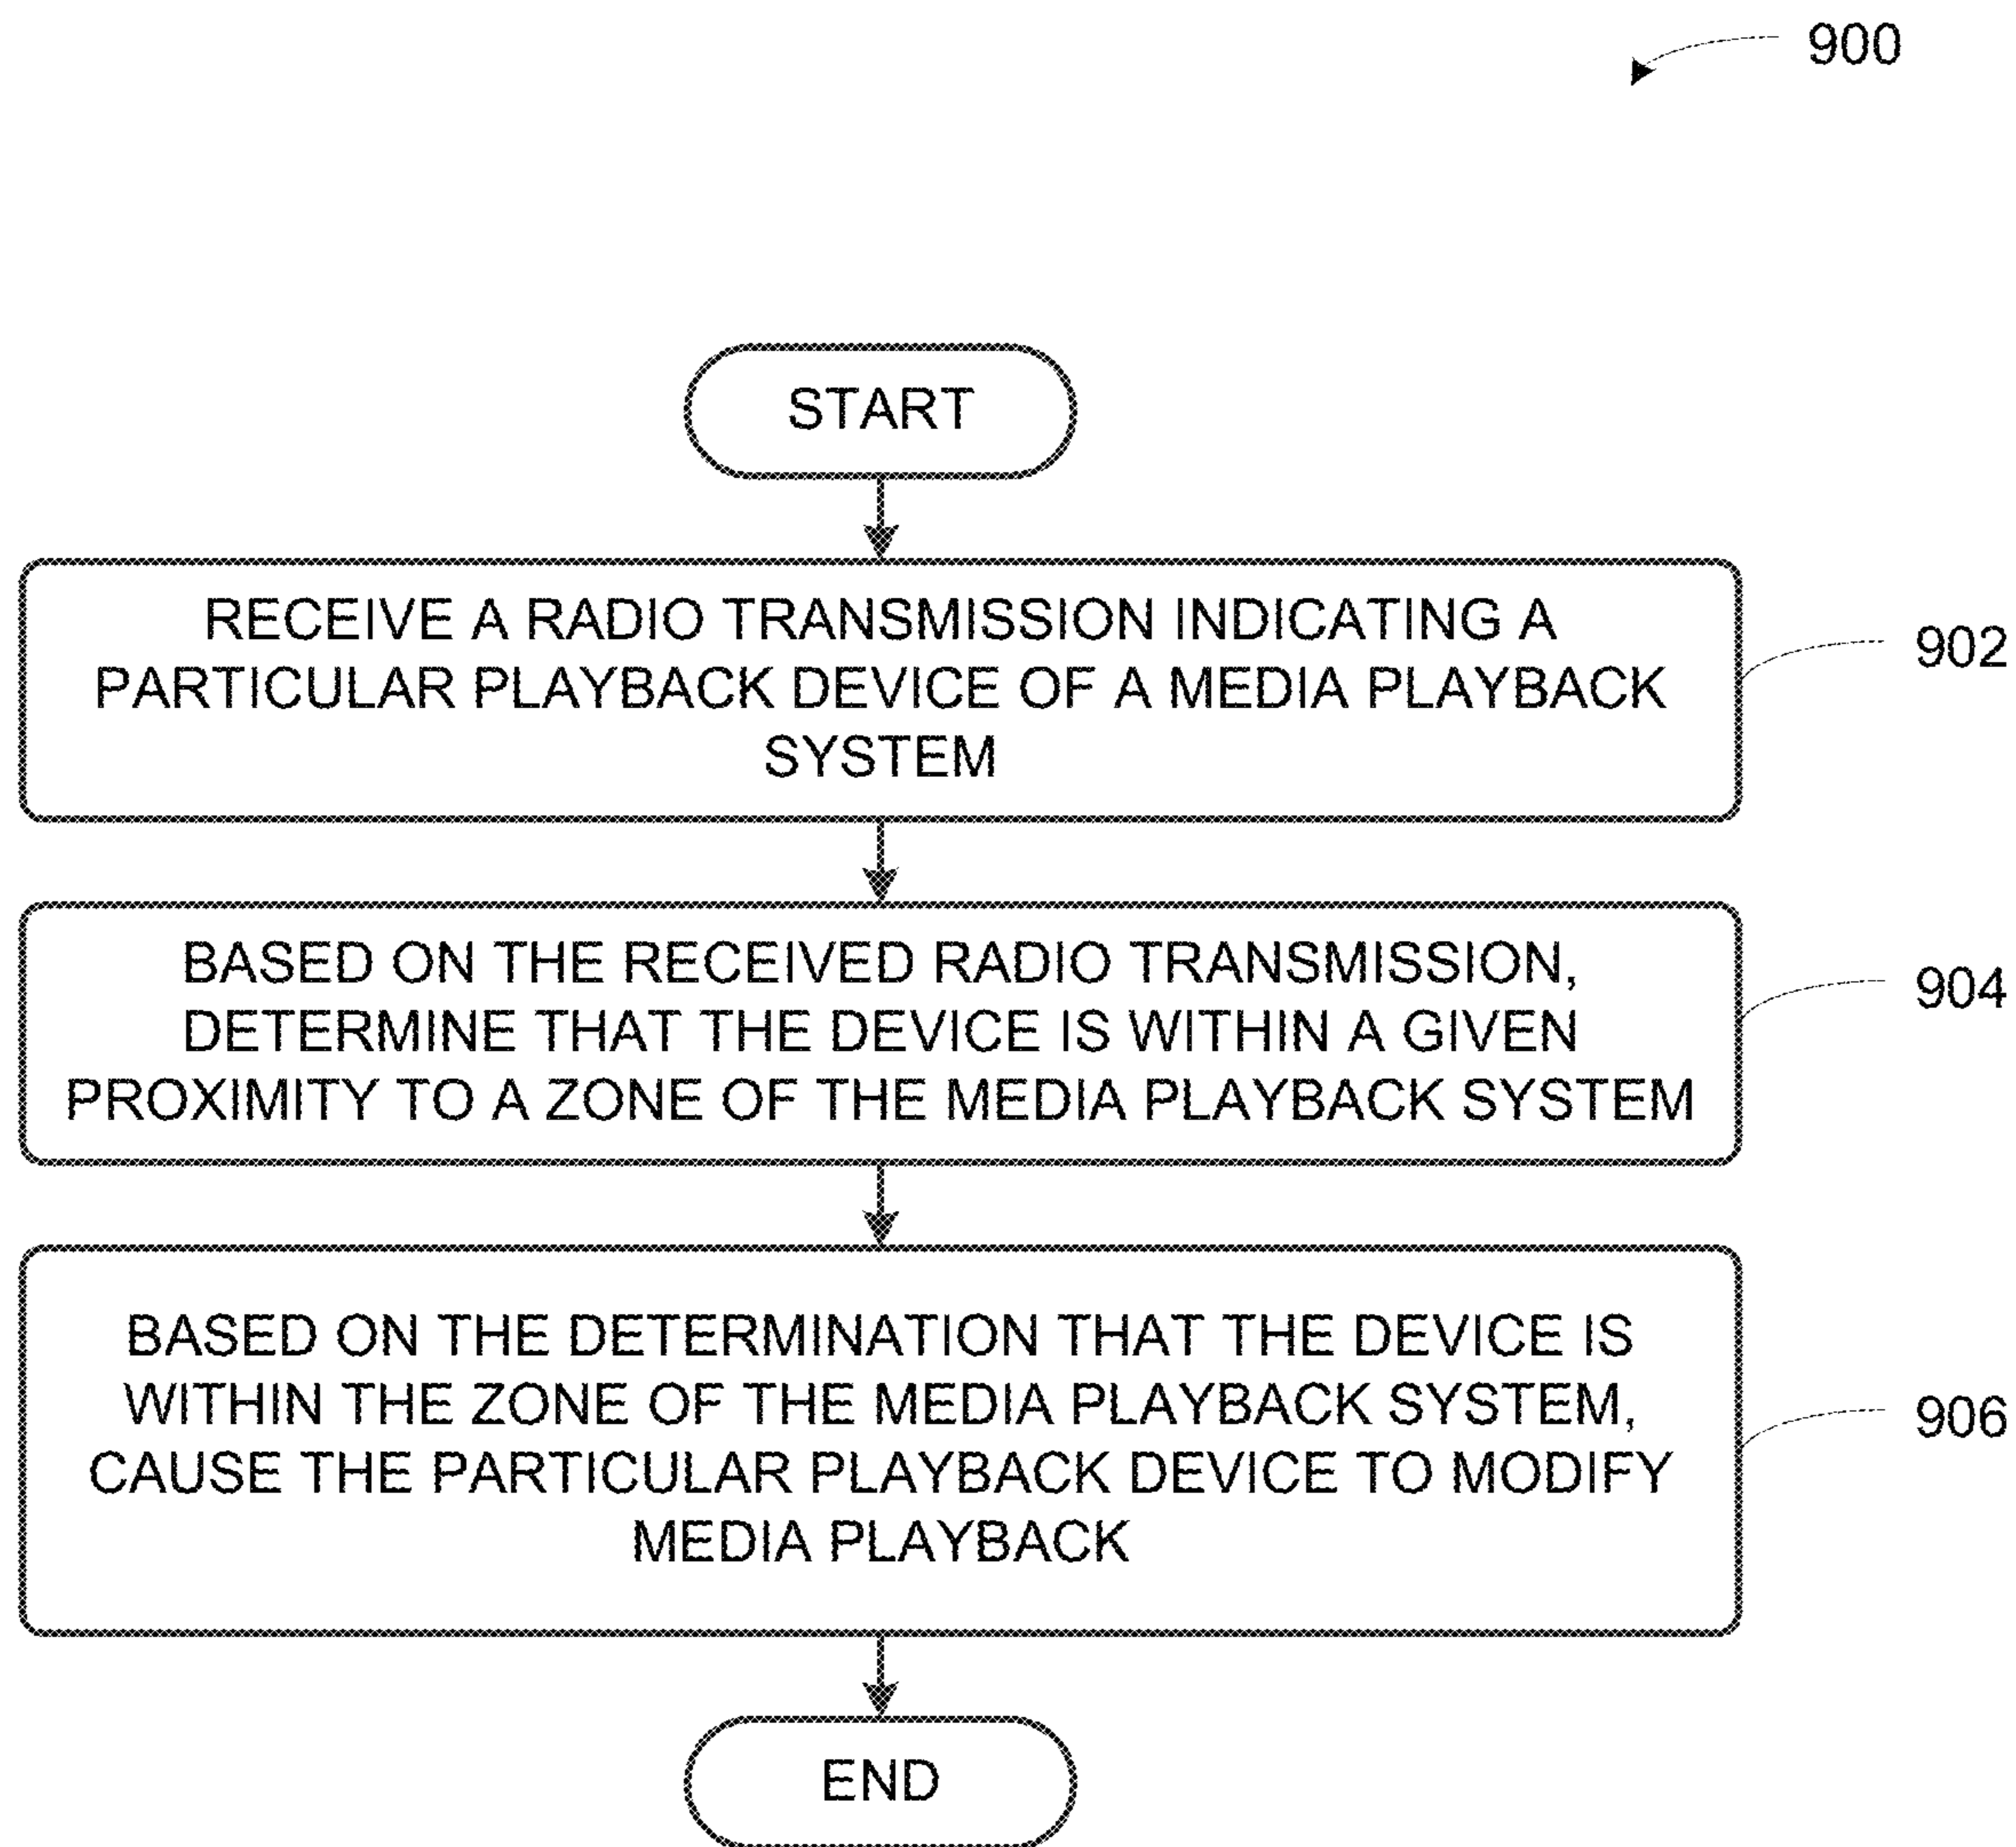 900
START
RECEIVE A RADIO TRANSMISSION INDICATING A
PARTICULAR PLAYBACK DEVICE OF A MEDIA PLAYBACK
SYSTEM
902
BASED ON THE RECEIVED RADIO TRANSMISSION,
DETERMINE THAT THE DEVICE IS WITHIN A GIVEN
PROXIMITY TO A ZONE OF THE MEDIA PLAYBACK SYSTEM
904
BASED ON THE DETERMINATION THAT THE DEVICE IS
WITHIN THE ZONE OF THE MEDIA PLAYBACK SYSTEM,
CAUSE THE PARTICULAR PLAYBACK DEVICE TO MODIFY
MEDIA PLAYBACK
906
END